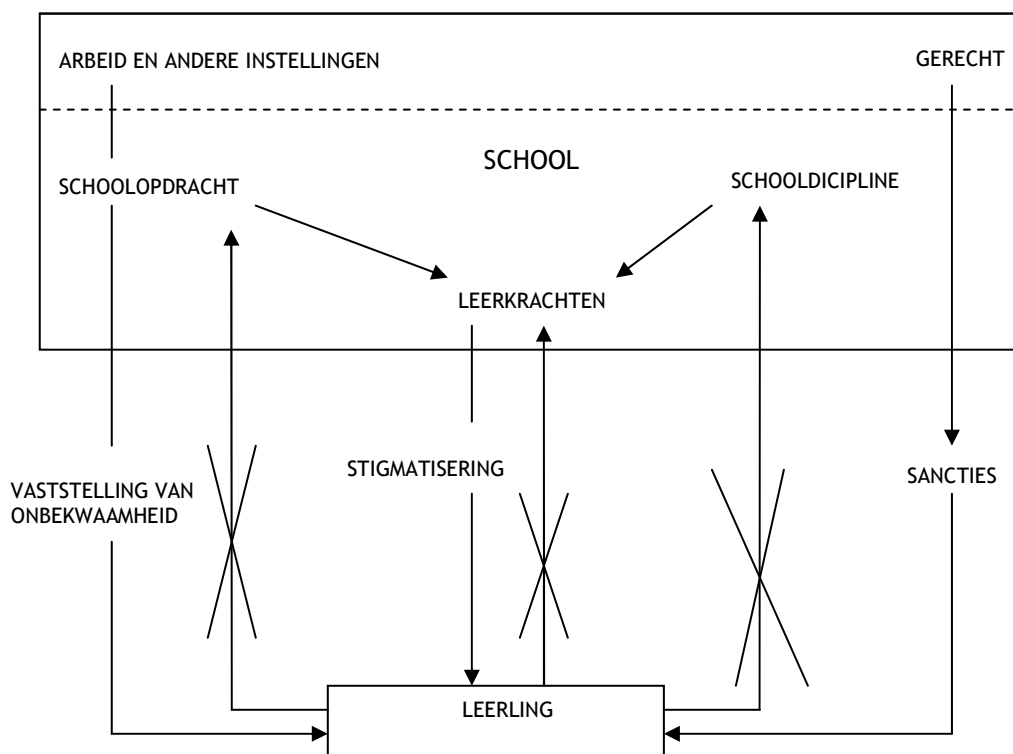 ARBEID EN ANDERE INSTELLINGEN
GERECHT
SCHOOL
SCHOOLOPDRACHT
SCHOOLDICIPLINE
LEERKRACHTEN
STIGMATISERING
VASTSTELLING VAN
ONBEKWAAMHEID
SANCTIES
LEERLING